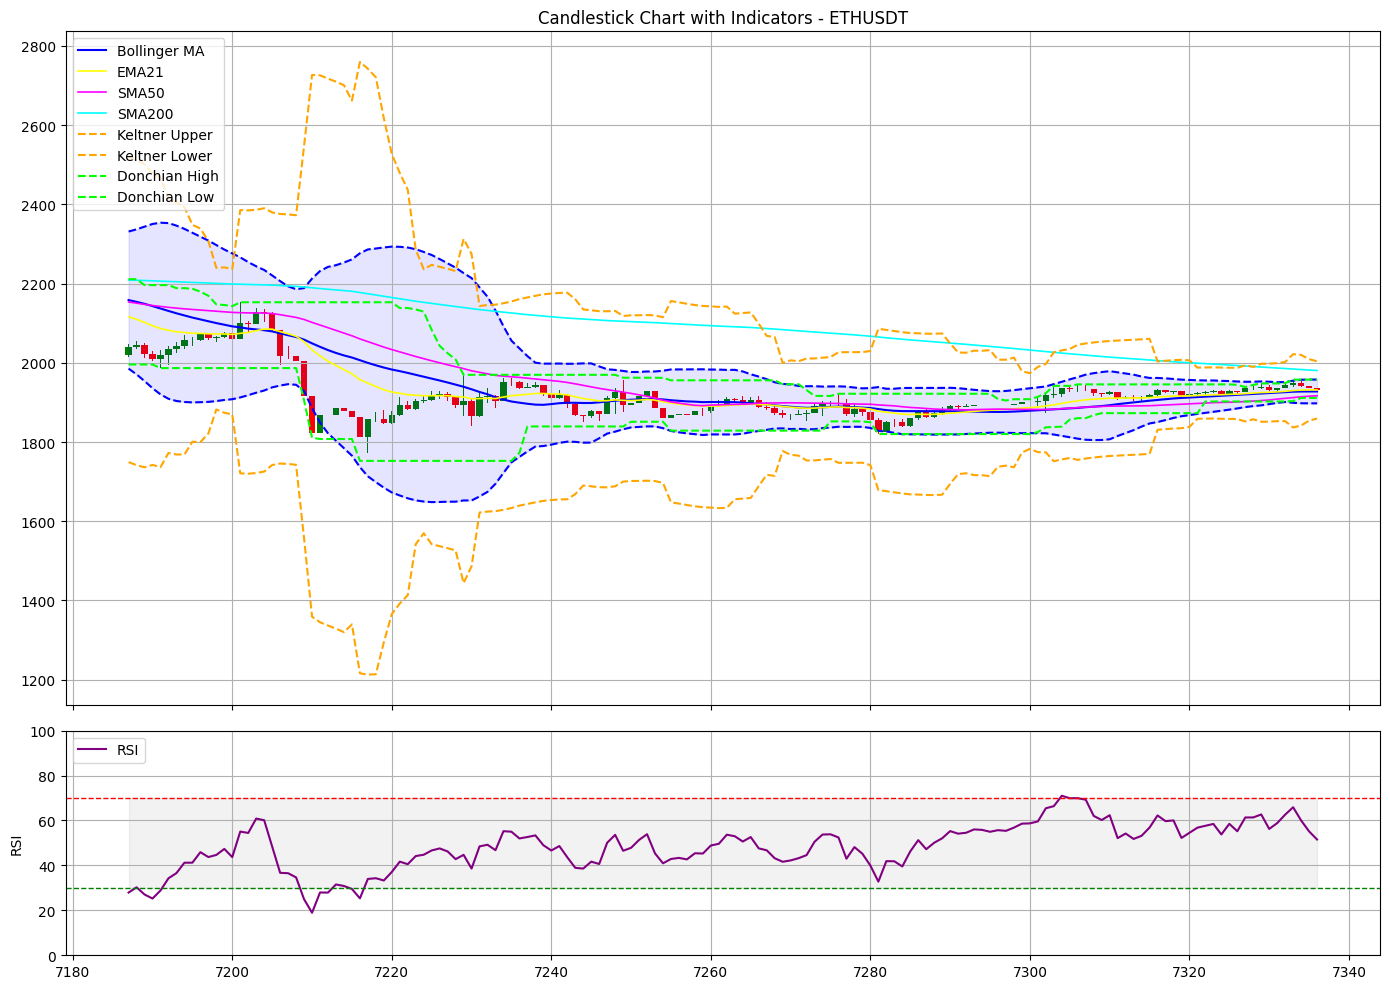 Candlestick Chart with Indicators - ETHUSDT
2800
2600
2400
2200
2000
1800
1600
1400
1200
Bollinger MA
EMA21
SMA50
SMA200
Keltner Upper
Keltner Lower
Donchian High
Donchian Low
100
80
60
40
20
0
RSI
RSI
7180 7200 7220 7240 7260 7280 7300 7320 7340